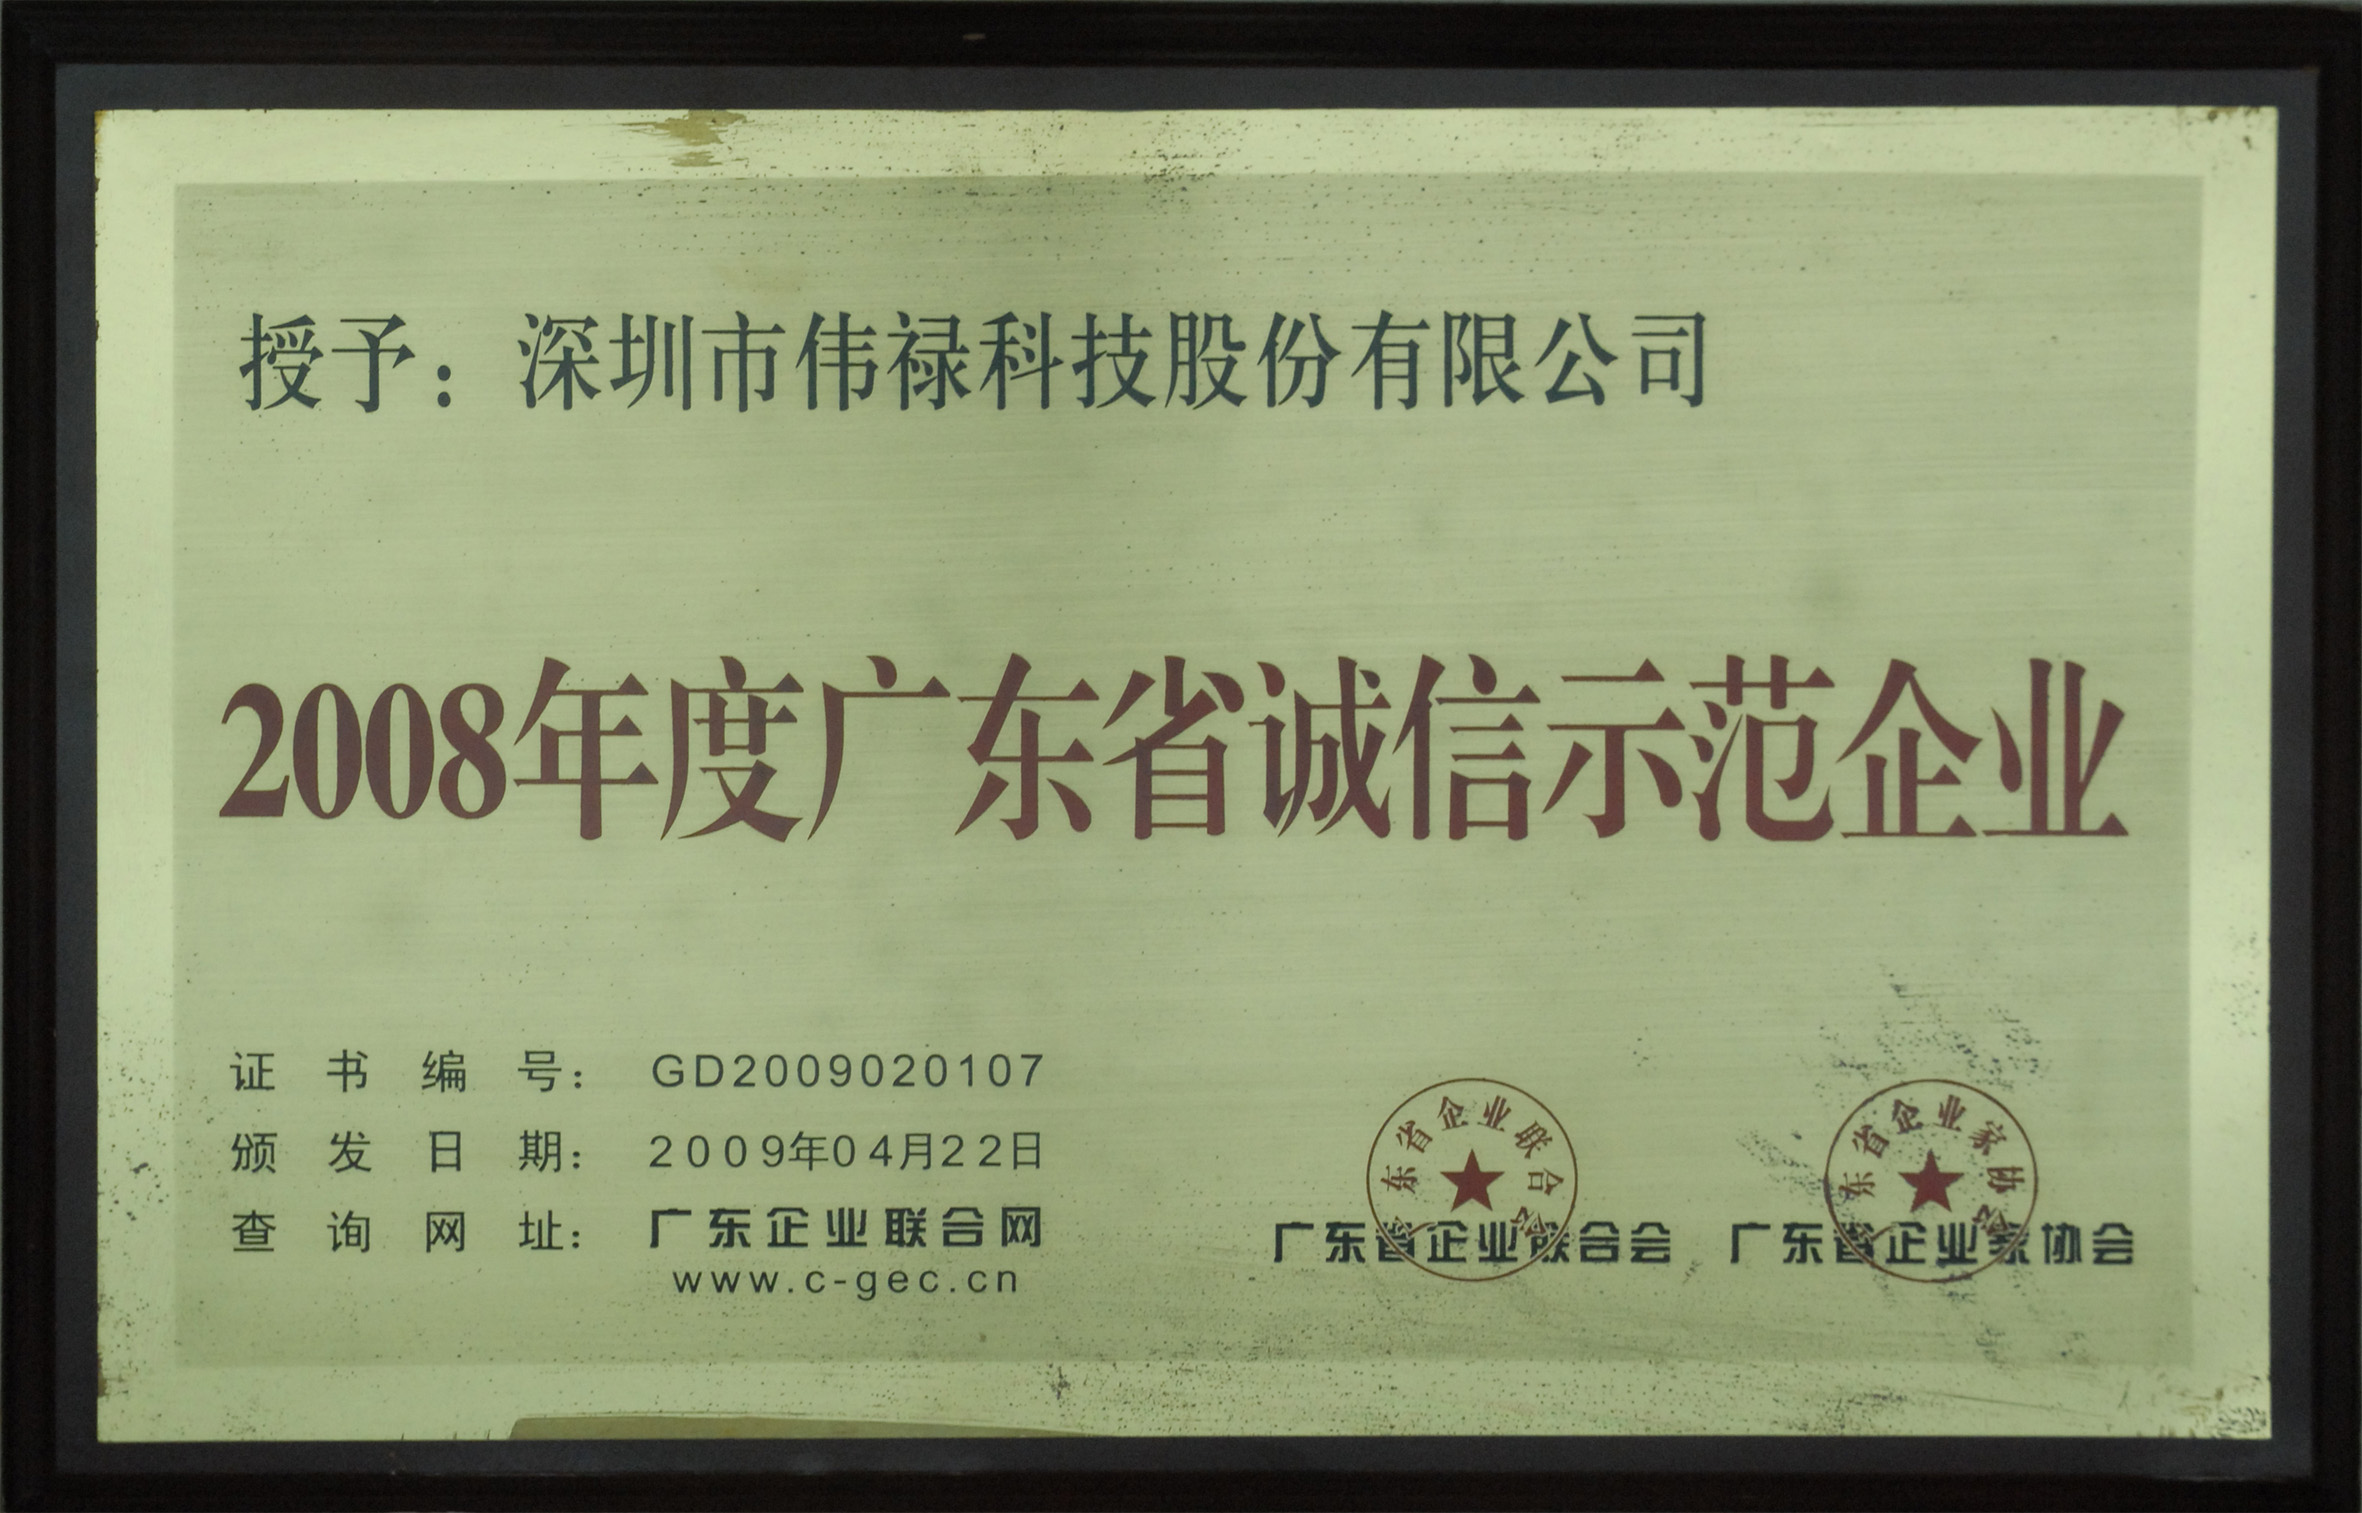 授予：深圳市伟禄科技股份有限公司
2008年度广东省诚信示范企业
证书编号：GD2009020107
颁发日期：2009年04月22日
查询网址：广东企业联合网
www.c-gec.cn
广东省企业联合会
广东省企业联合会
广东省企业家协会
广东省企业家协会